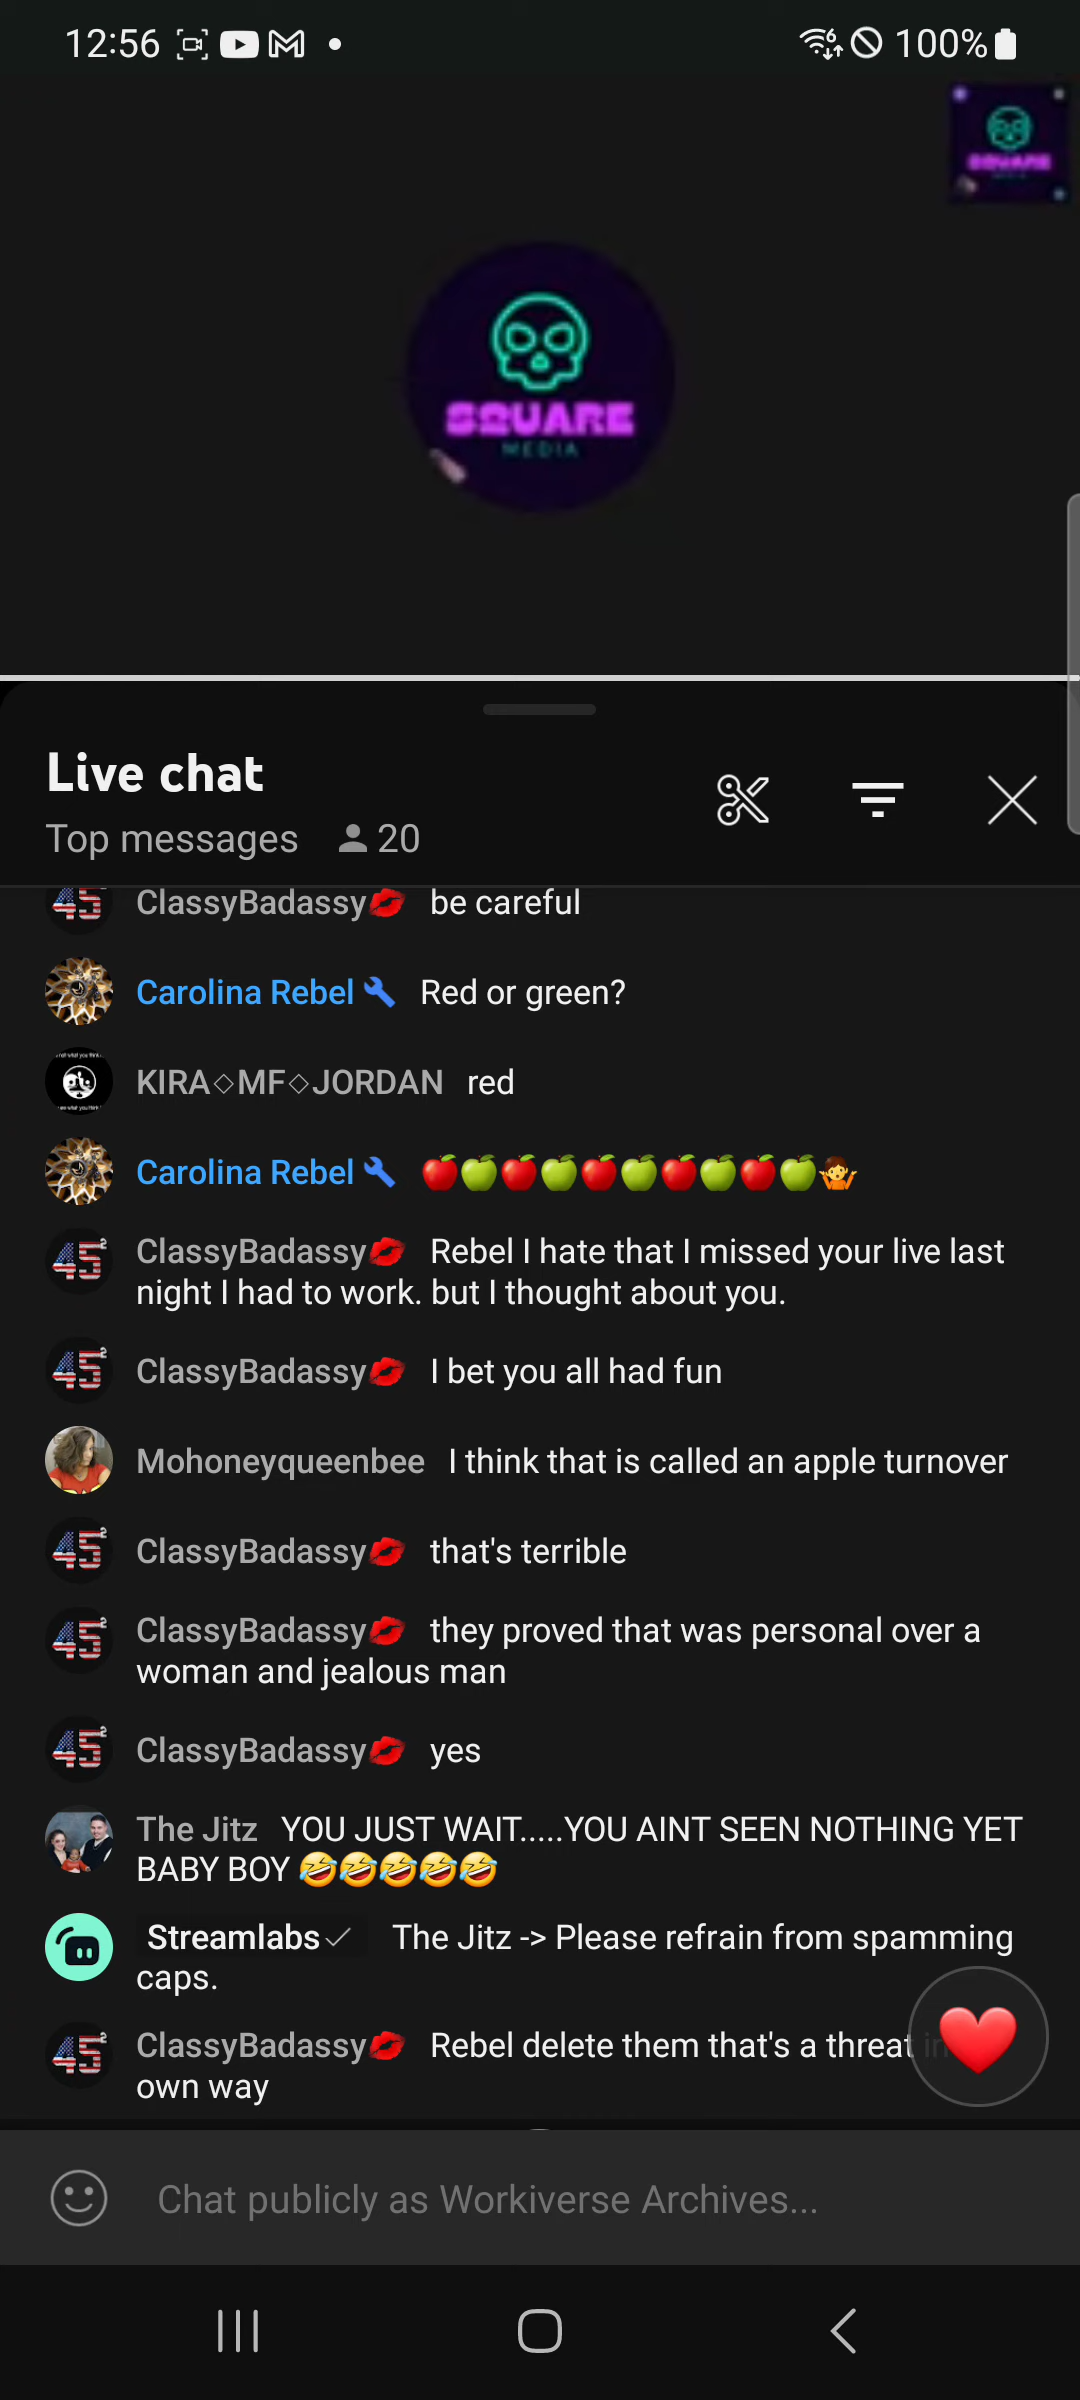 12:56
6
100%
SQUARE
SQUARE
MEDIA
Live chat
Top messages 20
ClassyBadassy💋 be careful
Carolina Rebel🔧 Red or green?
KIRA◇MF◇JORDAN red
Carolina Rebel🔧 🍎🍏🍎🍏🍎🍏🍎🍏🍎🍏🤷
ClassyBadassy💋 Rebel I hate that I missed your live last
night I had to work. but I thought about you.
ClassyBadassy💋 I bet you all had fun
Mohoneyqueenbee I think that is called an apple turnover
ClassyBadassy💋 that's terrible
ClassyBadassy💋 they proved that was personal over a
woman and jealous man
ClassyBadassy💋 yes
The Jitz YOU JUST WAIT.....YOU AINT SEEN NOTHING YET
BABY BOY 🤣🤣🤣🤣🤣
Streamlabs✓ The Jitz -> Please refrain from spamming
caps.
ClassyBadassy💋 Rebel delete them that's a threat
own way
Chat publicly as Workiverse Archives...